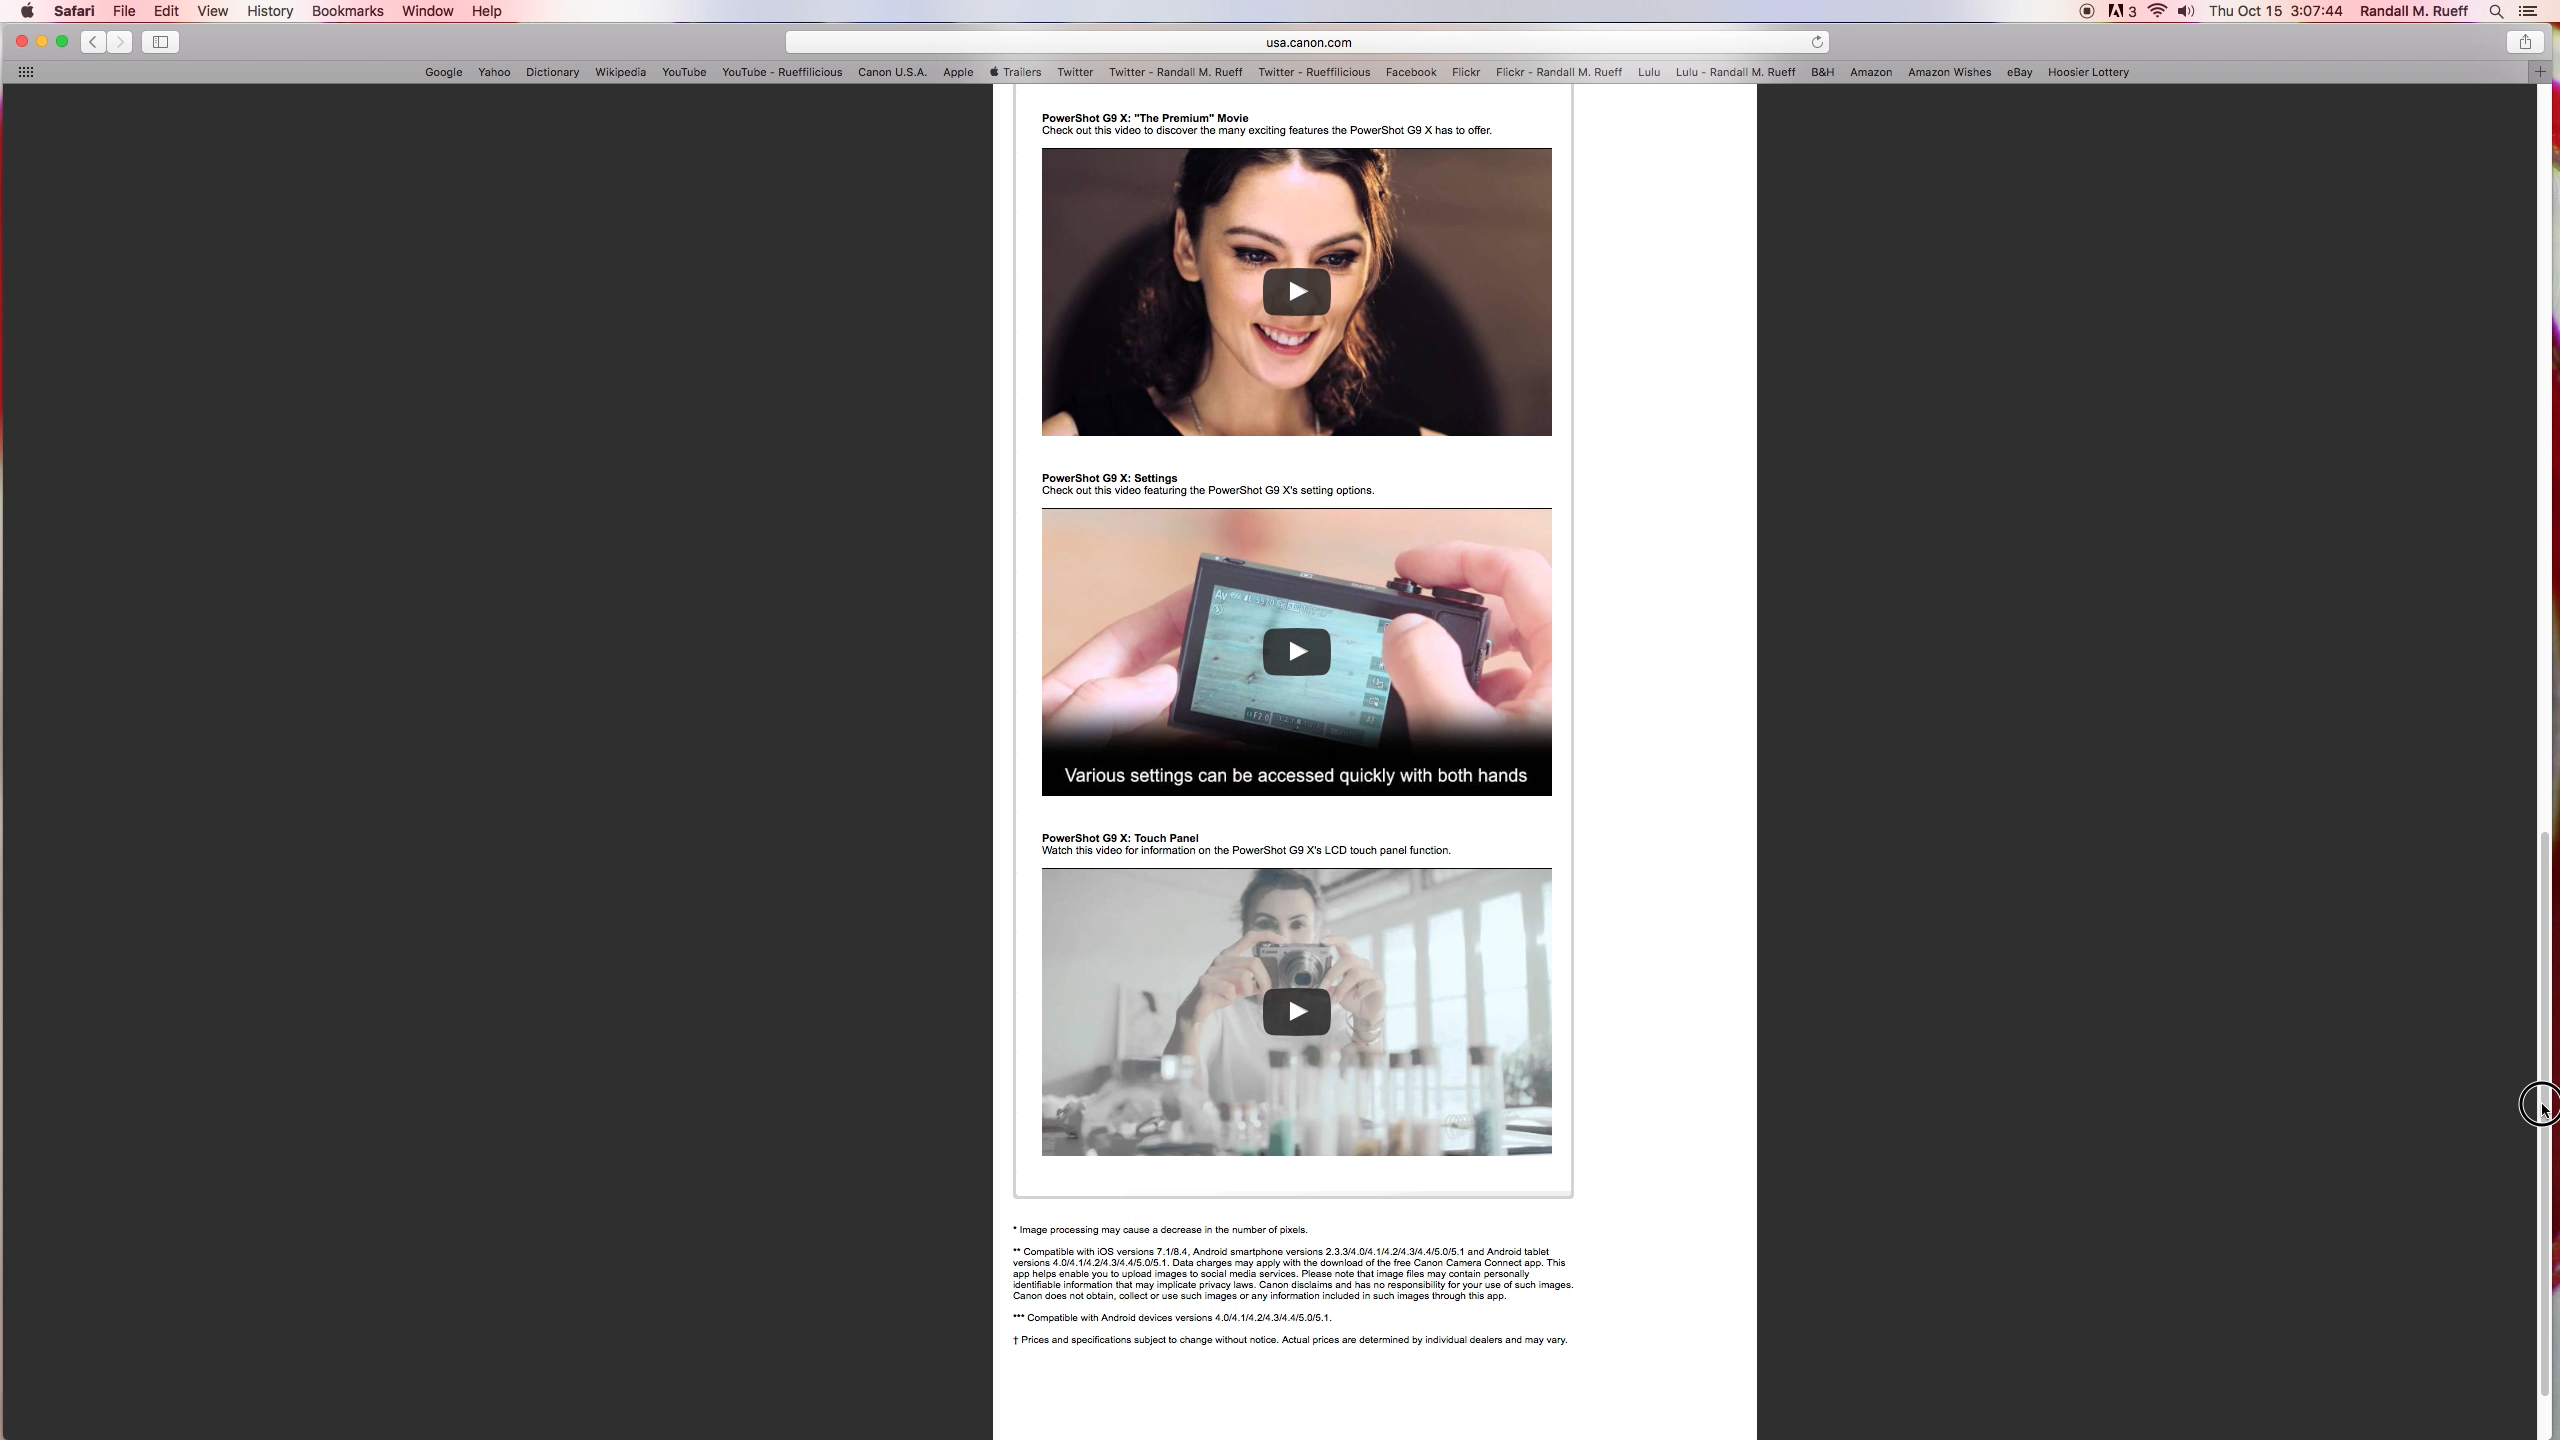 Safari File Edit View History Bookmarks Window Help 3 Thu Oct 15 3:07:44 Randall M. Rueff
usa.canon.com
Google Yahoo Dictionary Wikipedia YouTube YouTube - Rueffilicious Canon U.S.A. Apple Trailers Twitter Twitter - Randall M. Rueff Twitter - Rueffilicious Facebook Flickr Flickr - Randall M. Rueff Lulu Lulu - Randall M. Rueff B&H Amazon Amazon Wishes eBay Hoosier Lottery
PowerShot G9 X: "The Premium" Movie
Check out this video to discover the many exciting features the PowerShot G9 X has to offer.
PowerShot G9 X: Settings
Check out this video featuring the PowerShot G9 X's setting options.
Av
F2.0
AF
Various settings can be accessed quickly with both hands
PowerShot G9 X: Touch Panel
Watch this video for information on the PowerShot G9 X's LCD touch panel function.
* Image processing may cause a decrease in the number of pixels.
** Compatible with iOS versions 7.1/8.4, Android smartphone versions 2.3.3/4.0/4.1/4.2/4.3/4.4/5.0/5.1 and Android tablet
versions 4.0/4.1/4.2/4.3/4.4/5.0/5.1. Data charges may apply with the download of the free Canon Camera Connect app. This
app helps enable you to upload images to social media services. Please note that image files may contain personally
identifiable information that may implicate privacy laws. Canon disclaims and has no responsibility for your use of such images.
Canon does not obtain, collect or use such images or any information included in such images through this app.
*** Compatible with Android devices versions 4.0/4.1/4.2/4.3/4.4/5.0/5.1.
† Prices and specifications subject to change without notice. Actual prices are determined by individual dealers and may vary.